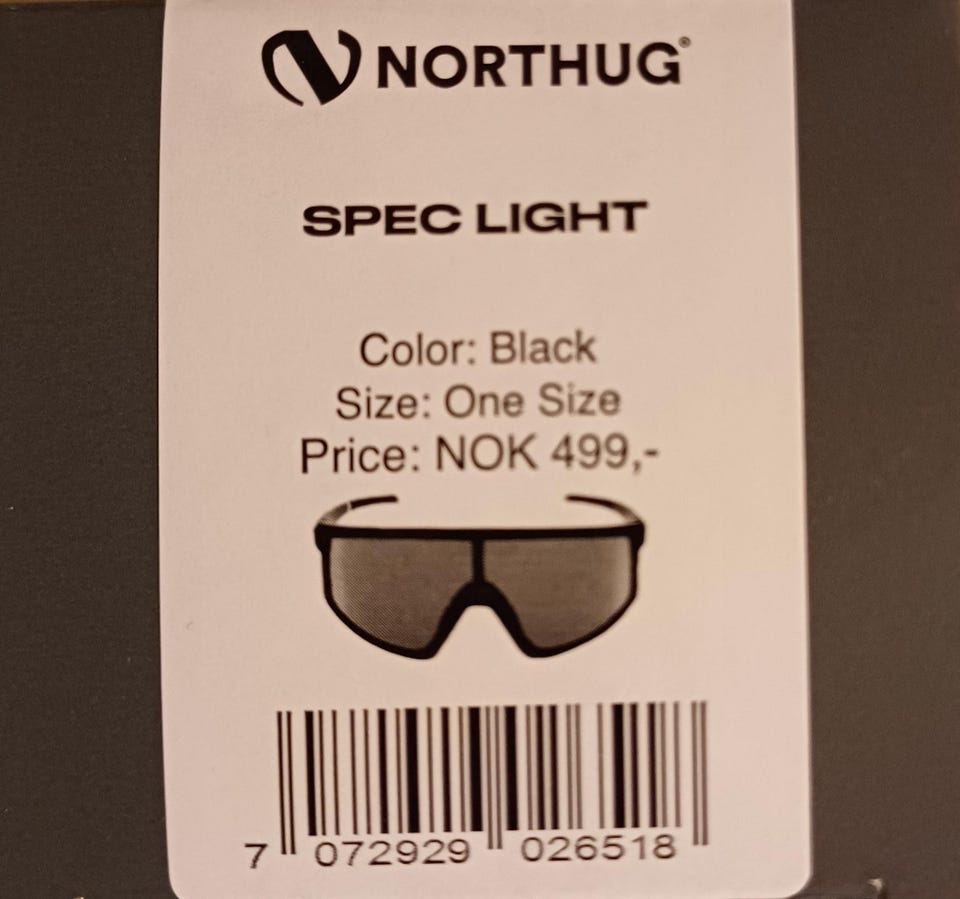 NORTHUG®
SPEC LIGHT
Color: Black
Size: One Size
Price: NOK 499,-
7 072929 026518